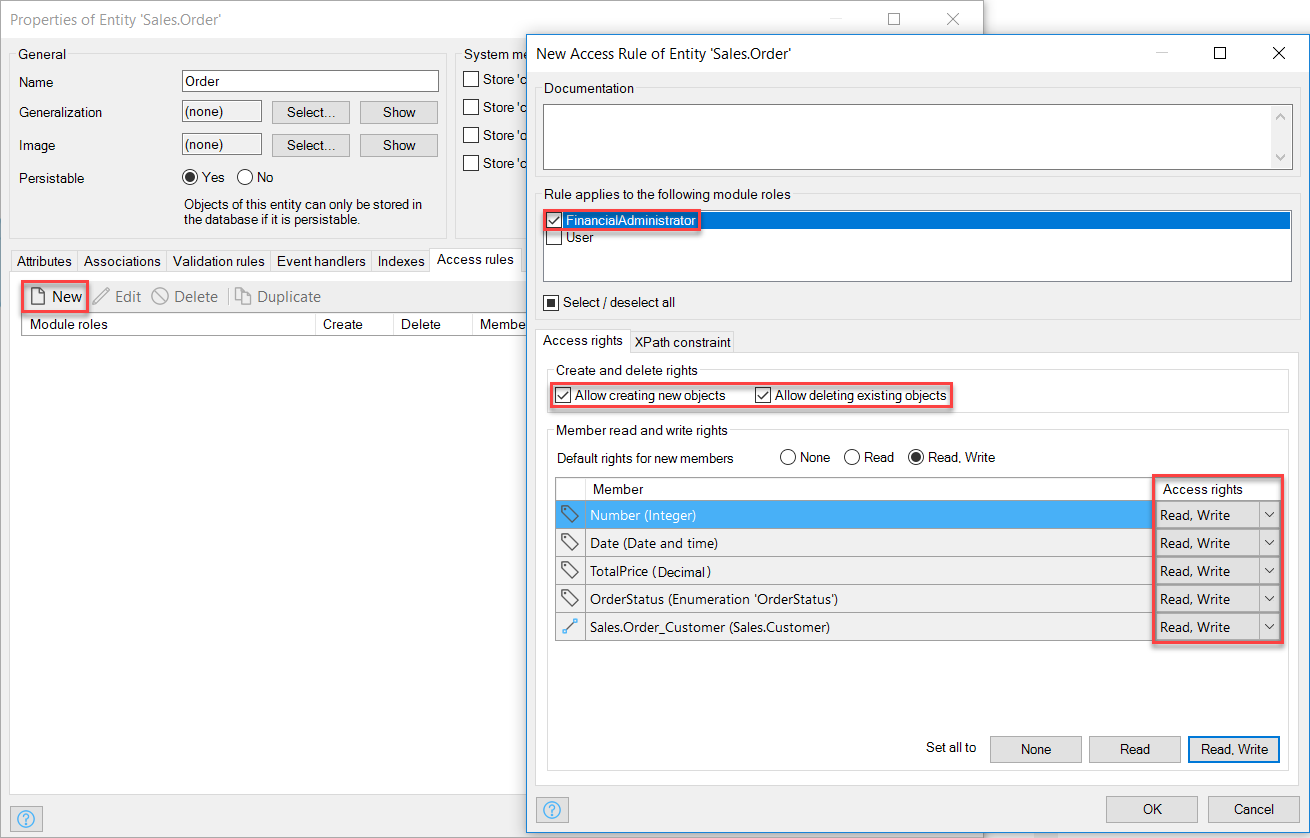 Properties of Entity 'Sales.Order'
General
Name
Order
Generalization
(none)
Select...
Show
Image
(none)
Select...
Show
Persistable
Yes
No
Objects of this entity can only be stored in
the database if it is persistable.
System me
Store 'c
Store 'c
Store 'o
Store 'c
Attributes
Associations
Validation rules
Event handlers
Indexes
Access rules
New
Edit
Delete
Duplicate
Module roles
Create
Delete
Membe
New Access Rule of Entity 'Sales.Order'
Documentation
Rule applies to the following module roles
FinancialAdministrator
User
Select / deselect all
Access rights
XPath constraint
Create and delete rights
Allow creating new objects
Allow deleting existing objects
Member read and write rights
Default rights for new members
None
Read
Read, Write
Member
Access rights
Number (Integer)
Read, Write
Date (Date and time)
Read, Write
TotalPrice (Decimal)
Read, Write
OrderStatus (Enumeration 'OrderStatus')
Read, Write
Sales.Order_Customer (Sales.Customer)
Read, Write
Set all to
None
Read
Read, Write
?
?
OK
Cancel